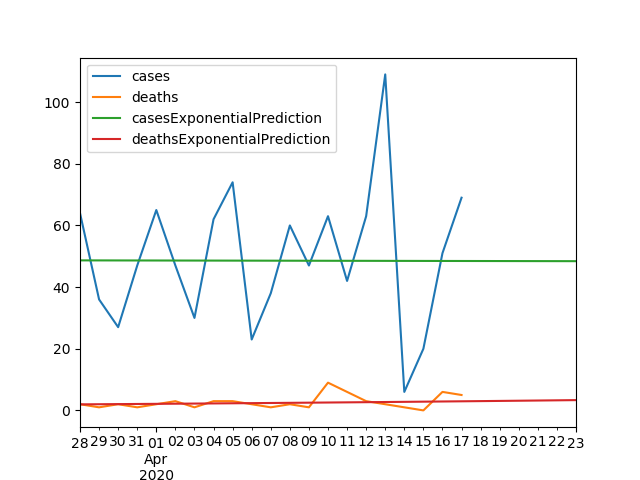 cases
deaths
casesExponentialPrediction
deathsExponentialPrediction
100
80
60
40
20
0
28 29 30 31 01 02 03 04 05 06 07 08 09 10 11 12 13 14 15 16 17 18 19 20 21 22 23
Apr
2020